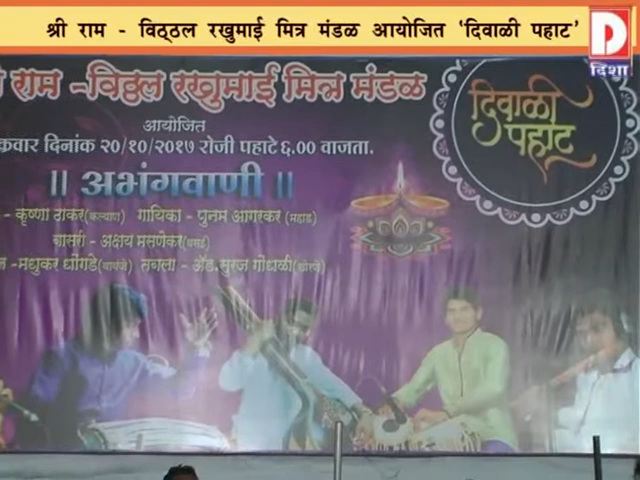 श्री राम - विठ्ठल रखुमाई मित्र मंडळ आयोजित ‘दिवाळी पहाट’
D
दिशा
राम -विठ्ठल रखुमाई मित्र मंडळ
दिवाळी
पहाट
आयोजित
दिनांक २०/१०/२०१७ रोजी पहाटे ६.०० वाजता.
॥ अभंगवाणी ॥
- कृष्णा ठाकर(कल्याण) गायिका - पुनम आगरकर (महाड)
बासरी - अक्षय मसणेकर
-मधुकर धोंगडे तबला - ॲड. सुरज गोंधळी